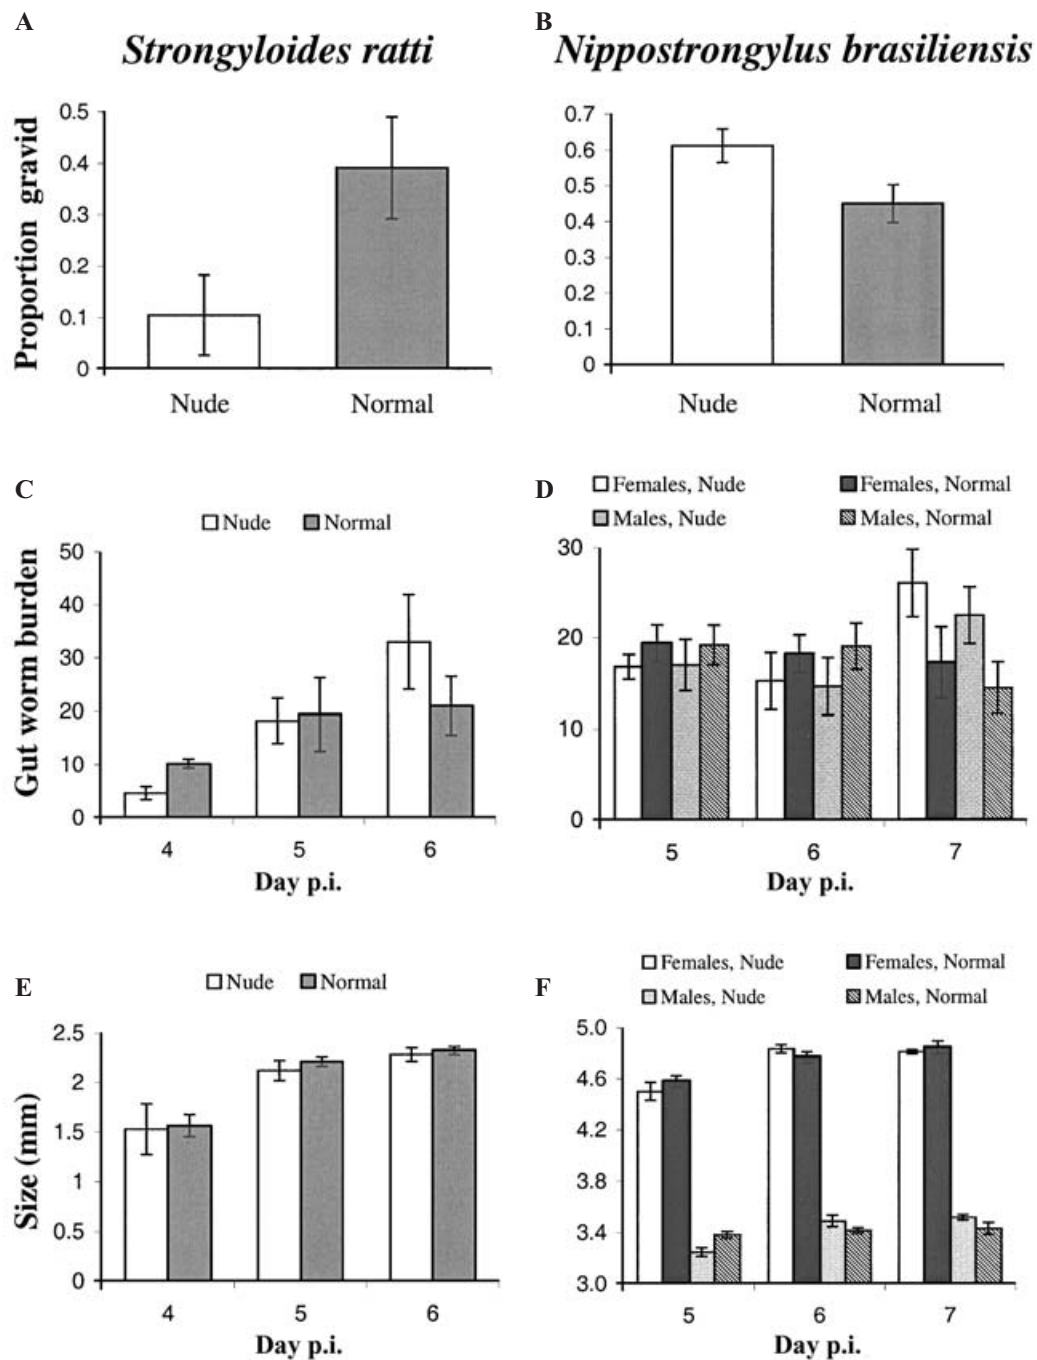 A
B
Strongyloides ratti
Nippostrongylus brasiliensis
Proportion gravid
0.5
0.4
0.3
0.2
0.1
0
Nude
Normal
0.7
0.6
0.5
0.4
0.3
0.2
0.1
0
Nude
Normal
C
Nude
Normal
Gut worm burden
50
40
30
20
10
0
4
5
6
Day p.i.
D
Females, Nude
Females, Normal
Males, Nude
Males, Normal
30
20
10
0
5
6
7
Day p.i.
E
Nude
Normal
Size (mm)
2.5
2
1.5
1
0.5
0
4
5
6
Day p.i.
F
Females, Nude
Females, Normal
Males, Nude
Males, Normal
5.0
4.6
4.2
3.8
3.4
3.0
5
6
7
Day p.i.